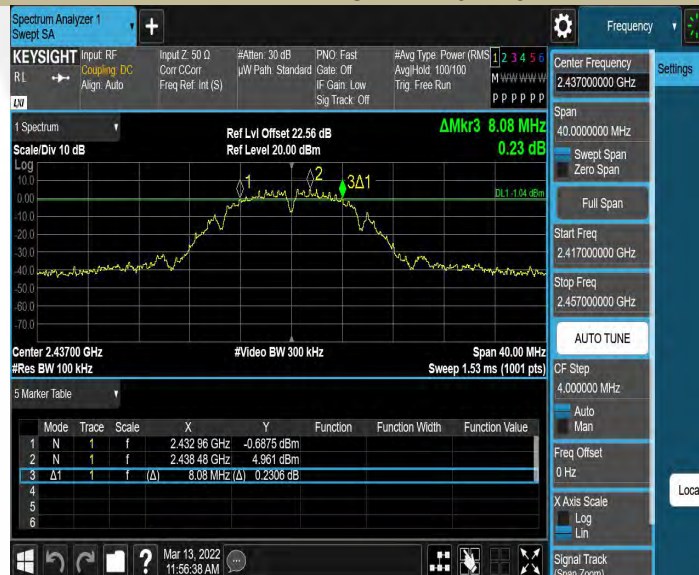 Spectrum Analyzer 1
Swept SA
+
Frequency
KEYSIGHT
RL
LXI
Input: RF
Coupling: DC
Align: Auto
Input Z: 50 Ω
Corr CCorr
Freq Ref: Int (S)
#Atten: 30 dB
µW Path: Standard
PNO: Fast
Gate: Off
IF Gain: Low
Sig Track: Off
#Avg Type: Power (RMS
Avg|Hold: 100/100
Trig: Free Run
1 2 3 4 5 6
M W W W W W
P P P P P P
Center Frequency
2.437000000 GHz
Settings
Span
40.0000000 MHz
Swept Span
Zero Span
Full Span
Start Freq
2.417000000 GHz
Stop Freq
2.457000000 GHz
AUTO TUNE
CF Step
4.000000 MHz
Auto
Man
Freq Offset
0 Hz
X Axis Scale
Log
Lin
Signal Track
(Span Zoom)
Loca
1 Spectrum
Scale/Div 10 dB
Ref Lvl Offset 22.56 dB
Ref Level 20.00 dBm
ΔMkr3 8.08 MHz
0.23 dB
Log
10.0
0.00
-10.0
-20.0
-30.0
-40.0
-50.0
-60.0
-70.0
1
2
3Δ1
DL1 -1.04 dBm
Center 2.43700 GHz
#Res BW 100 kHz
#Video BW 300 kHz
Span 40.00 MHz
Sweep 1.53 ms (1001 pts)
5 Marker Table
Mode Trace Scale X Y Function Function Width Function Value
1 N 1 f 2.432 96 GHz -0.6875 dBm
2 N 1 f 2.438 48 GHz 4.961 dBm
3 Δ1 1 f (Δ) 8.08 MHz (Δ) 0.2306 dB
4
5
6
?
Mar 13, 2022
11:56:38 AM